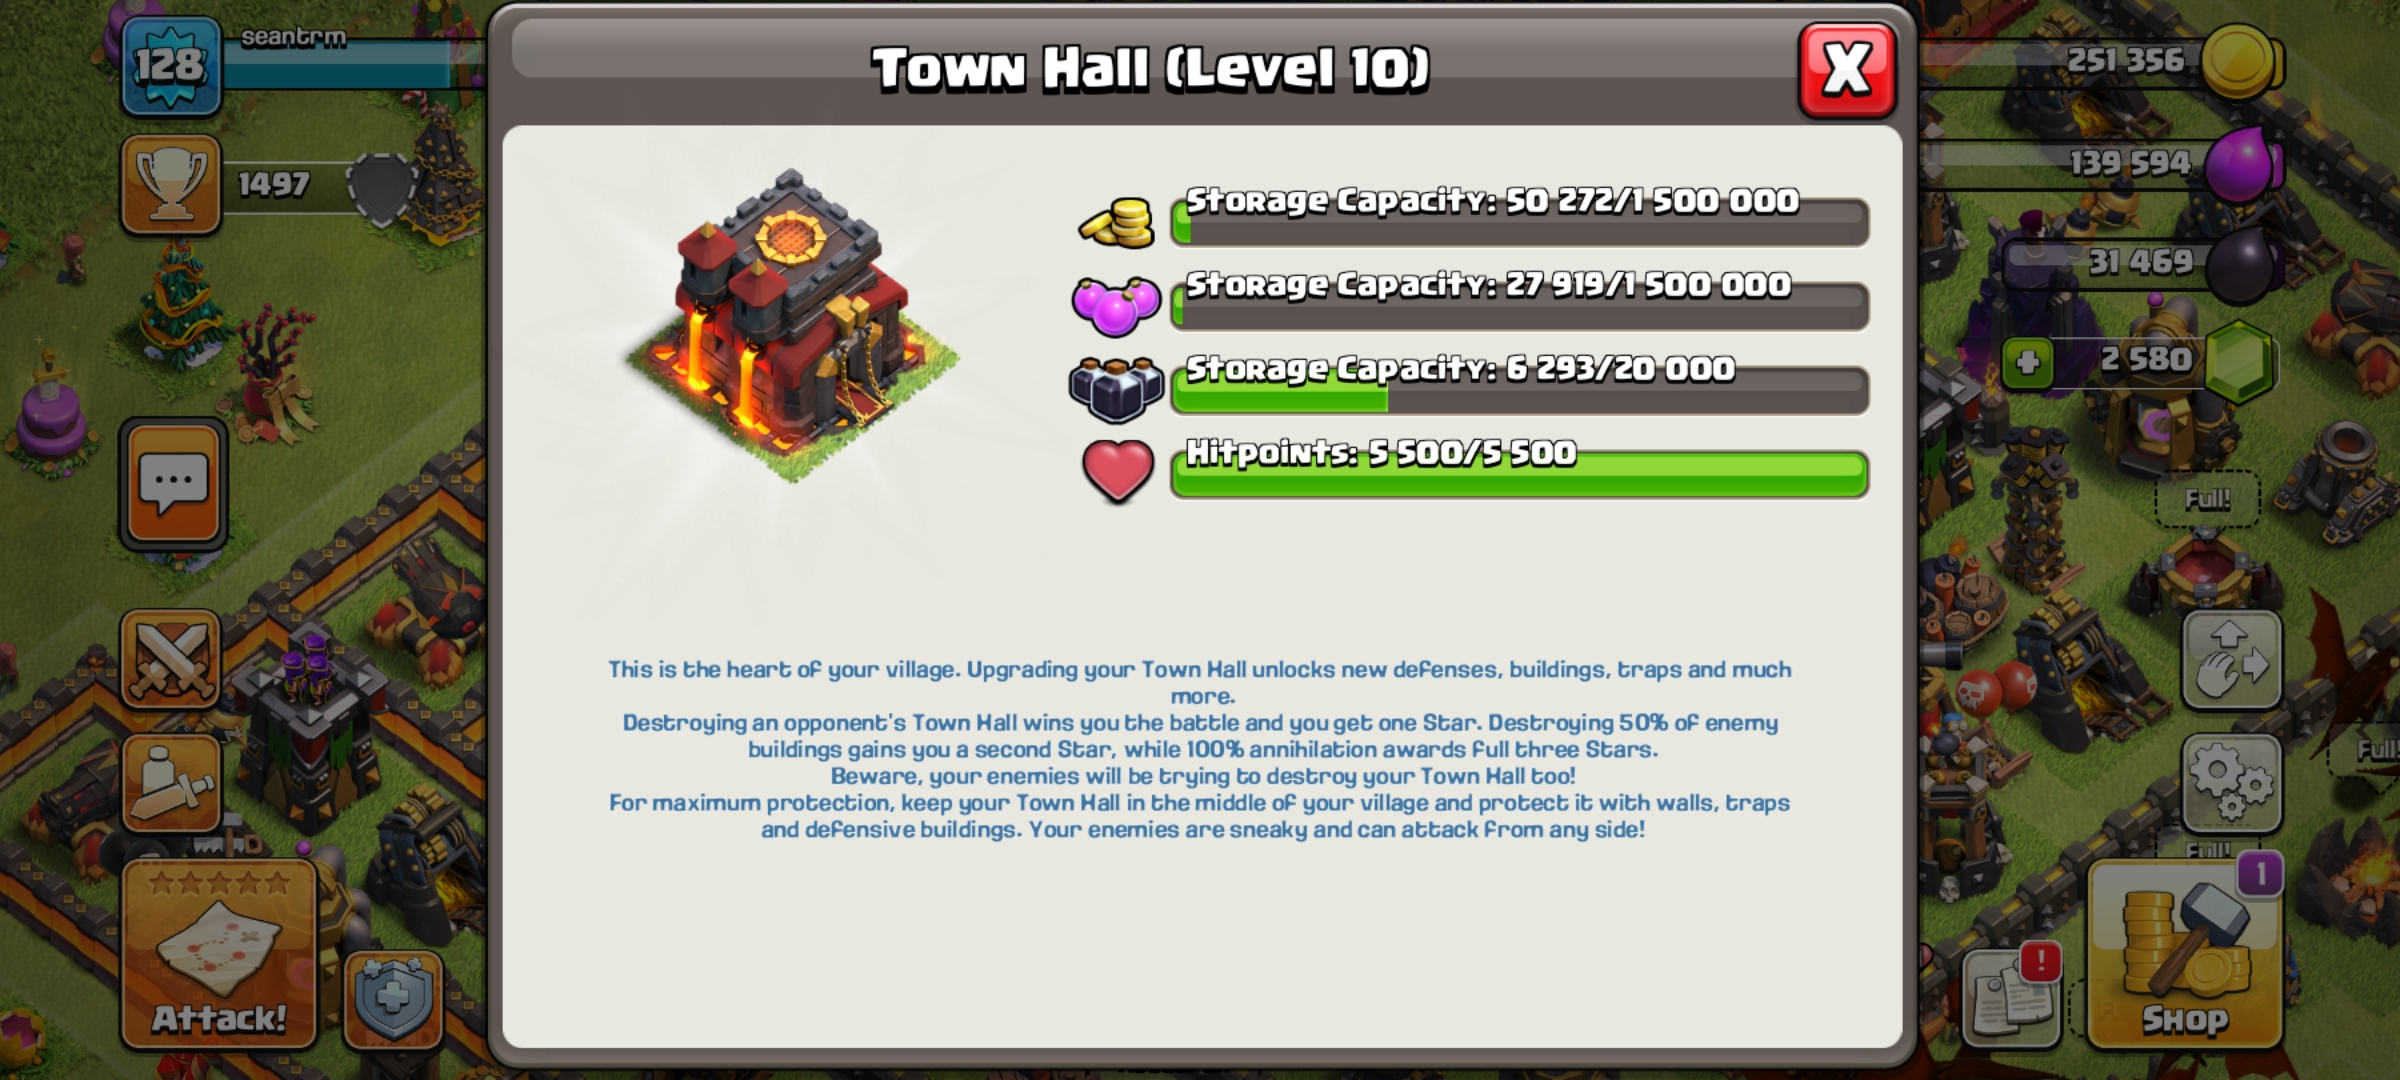 seantrm
128
1497
Attack!
Town Hall (Level 10)
X
Storage Capacity: 50 272/1 500 000
Storage Capacity: 27 919/1 500 000
Storage Capacity: 6 293/20 000
Hitpoints: 5 500/5 500
This is the heart of your village. Upgrading your Town Hall unlocks new defenses, buildings, traps and much
more.
Destroying an opponent's Town Hall wins you the battle and you get one Star. Destroying 50% of enemy
buildings gains you a second Star, while 100% annihilation awards full three Stars.
Beware, your enemies will be trying to destroy your Town Hall too!
For maximum protection, keep your Town Hall in the middle of your village and protect it with walls, traps
and defensive buildings. Your enemies are sneaky and can attack from any side!
251 356
139 594
31 469
2 580
Full!
Full!
Full!
1
!
Shop